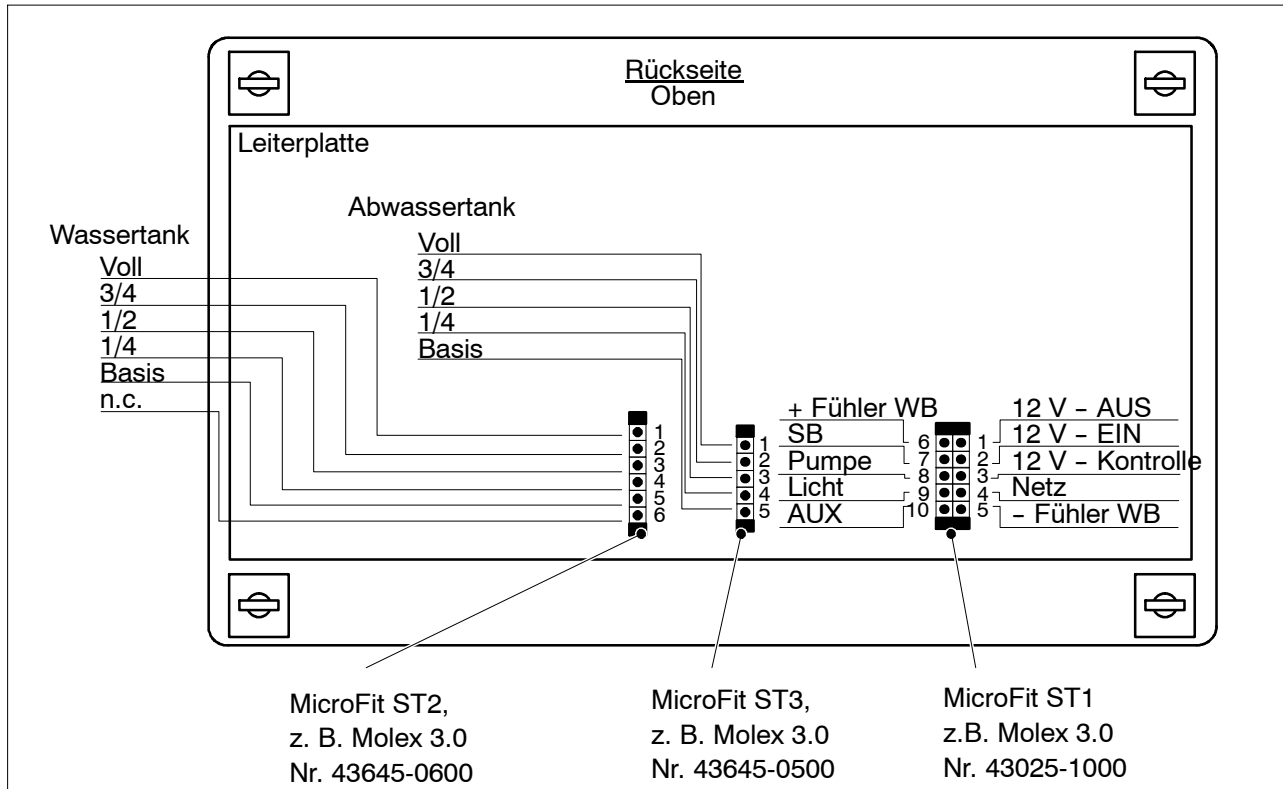 Rückseite
Oben
Leiterplatte
Abwassertank
Voll
3/4
1/2
1/4
Basis
Wassertank
Voll
3/4
1/2
1/4
Basis
n.c.
1
2
3
4
5
6
1
2
3
4
5
+ Fühler WB
SB
Pumpe
Licht
AUX
6
7
8
9
10
1
2
3
4
5
12 V – AUS
12 V – EIN
12 V – Kontrolle
Netz
– Fühler WB
MicroFit ST2,
z. B. Molex 3.0
Nr. 43645-0600
MicroFit ST3,
z. B. Molex 3.0
Nr. 43645-0500
MicroFit ST1
z.B. Molex 3.0
Nr. 43025-1000